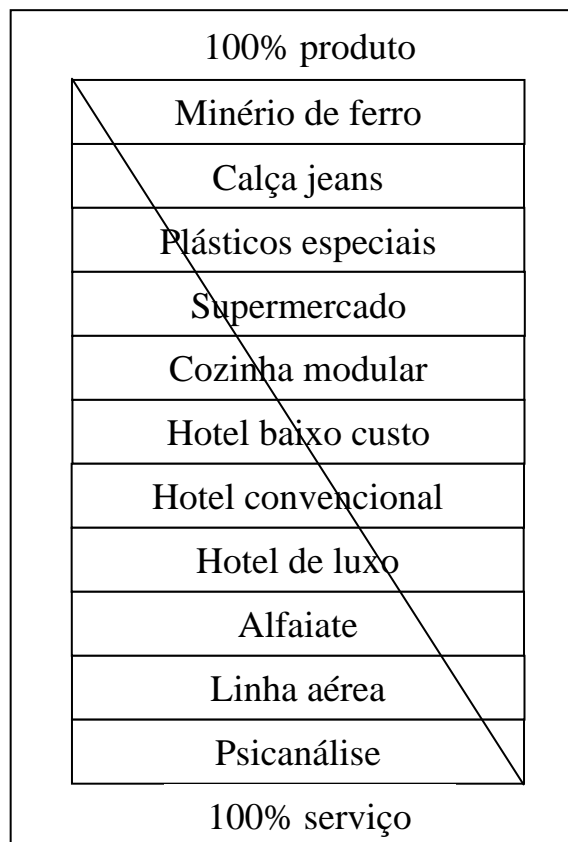 100% produto
Minério de ferro
Calça jeans
Plásticos especiais
Supermercado
Cozinha modular
Hotel baixo custo
Hotel convencional
Hotel de luxo
Alfaiate
Linha aérea
Psicanálise
100% serviço